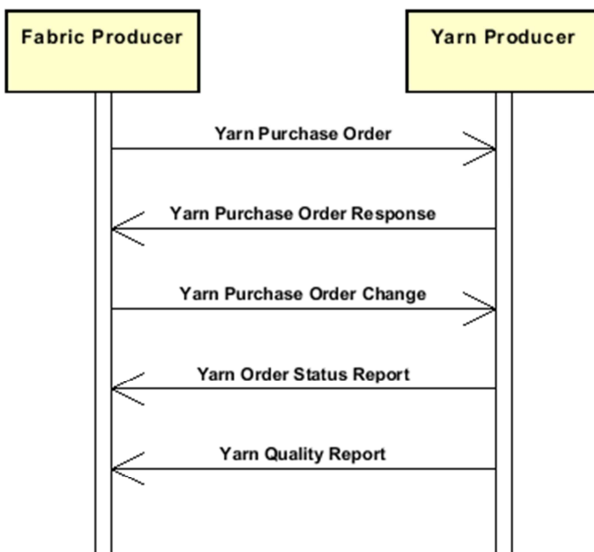 Fabric Producer
Yarn Producer
Yarn Purchase Order
Yarn Purchase Order Response
Yarn Purchase Order Change
Yarn Order Status Report
Yarn Quality Report